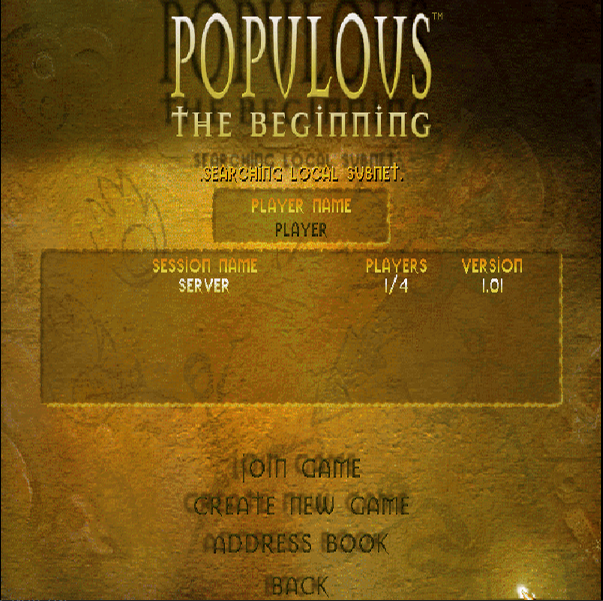 POPULOUS™
THE BEGINNING
.SEARCHING LOCAL SUBNET.
PLAYER NAME
PLAYER
SESSION NAME PLAYERS VERSION
SERVER 1/4 1.01
JOIN GAME
CREATE NEW GAME
ADDRESS BOOK
BACK